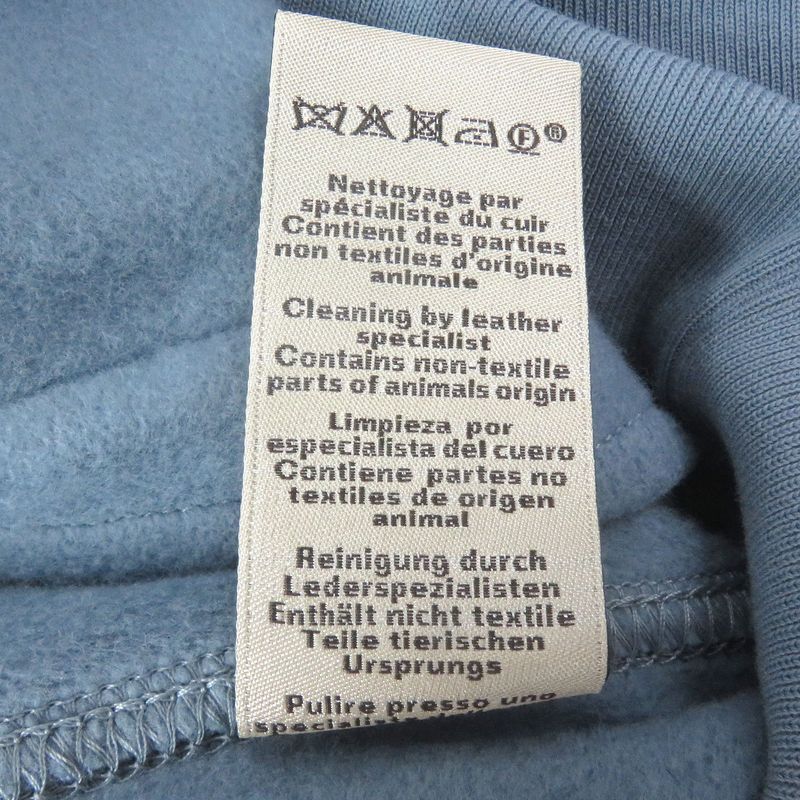 F ®
Nettoyage par
spécialiste du cuir
Contient des parties
non textiles d'origine
animale
Cleaning by leather
specialist
Contains non-textile
parts of animals origin
Limpieza por
especialista del cuero
Contiene partes no
textiles de origen
animal
Reinigung durch
Lederspezialisten
Enthält nicht textile
Teile tierischen
Ursprungs
Pulire presso uno